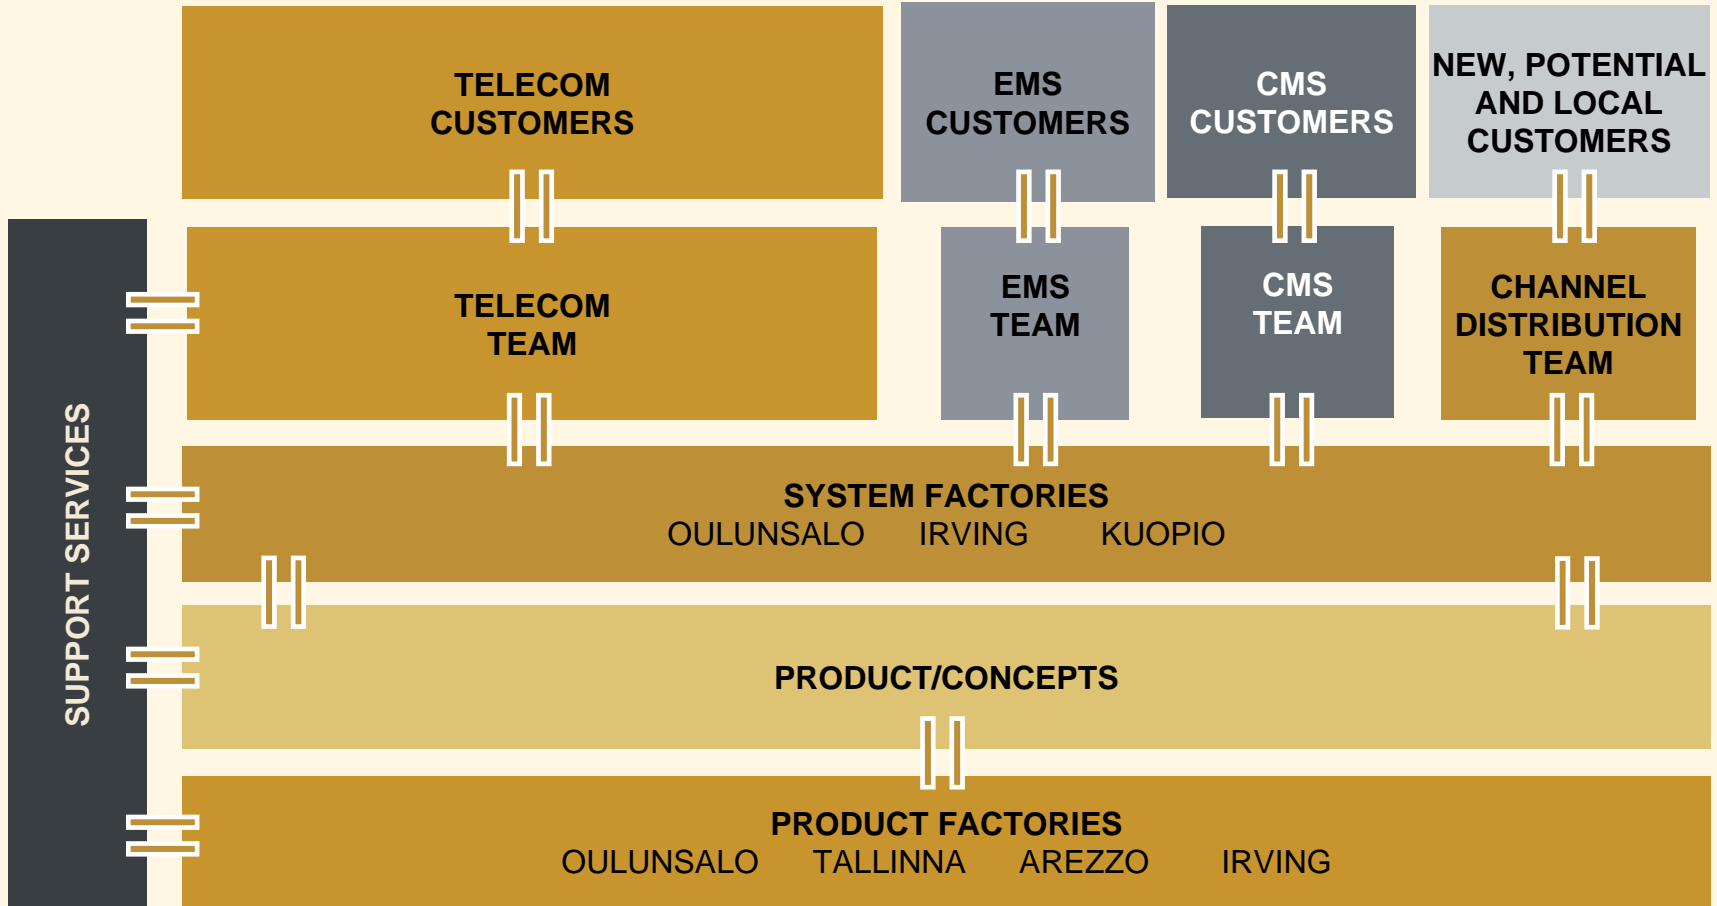 TELECOM
CUSTOMERS
EMS
CUSTOMERS
CMS
CUSTOMERS
NEW, POTENTIAL
AND LOCAL
CUSTOMERS
SUPPORT SERVICES
TELECOM
TEAM
EMS
TEAM
CMS
TEAM
CHANNEL
DISTRIBUTION
TEAM
SYSTEM FACTORIES
OULUNSALO IRVING KUOPIO
PRODUCT/CONCEPTS
PRODUCT FACTORIES
OULUNSALO TALLINNA AREZZO IRVING